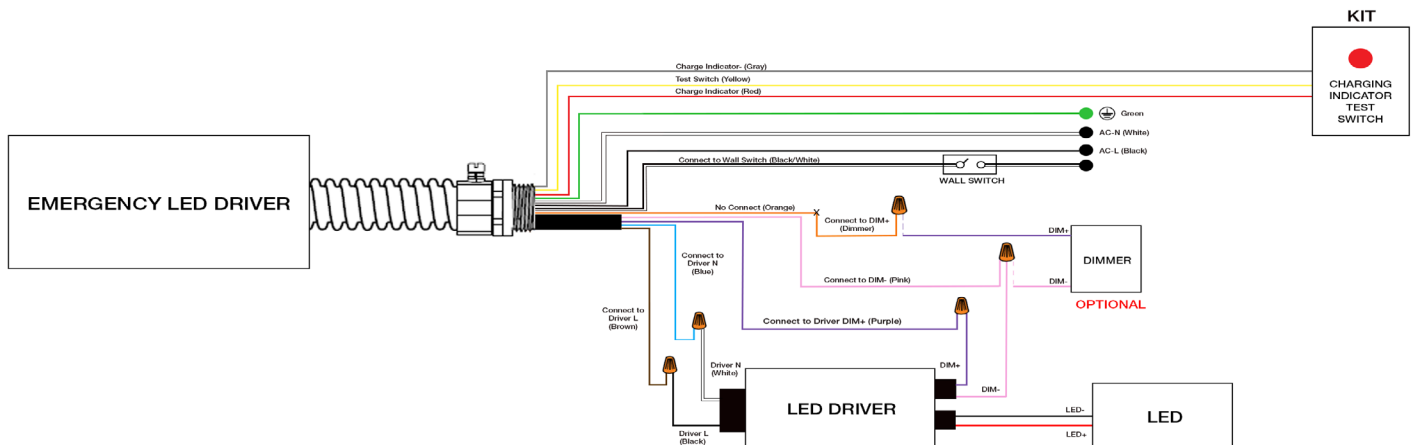 KIT
CHARGING
INDICATOR
TEST
SWITCH
Charge Indicator- (Gray)
Test Switch (Yellow)
Charge Indicator (Red)
Green
AC-N (White)
AC-L (Black)
Connect to Wall Switch (Black/White)
WALL SWITCH
EMERGENCY LED DRIVER
No Connect (Orange)
X
Connect to DIM+
(Dimmer)
DIM+
DIMMER
DIM-
OPTIONAL
Connect to
Driver N
(Blue)
Connect to DIM- (Pink)
Connect to
Driver L
(Brown)
Connect to Driver DIM+ (Purple)
Driver N
(White)
DIM+
DIM-
LED DRIVER
Driver L
(Black)
LED-
LED+
LED